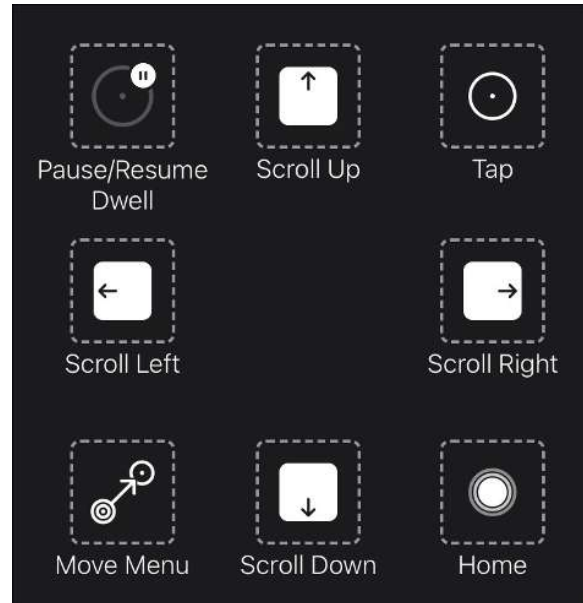 Pause/Resume
Dwell
Scroll Up
Tap
Scroll Left
Scroll Right
Move Menu
Scroll Down
Home